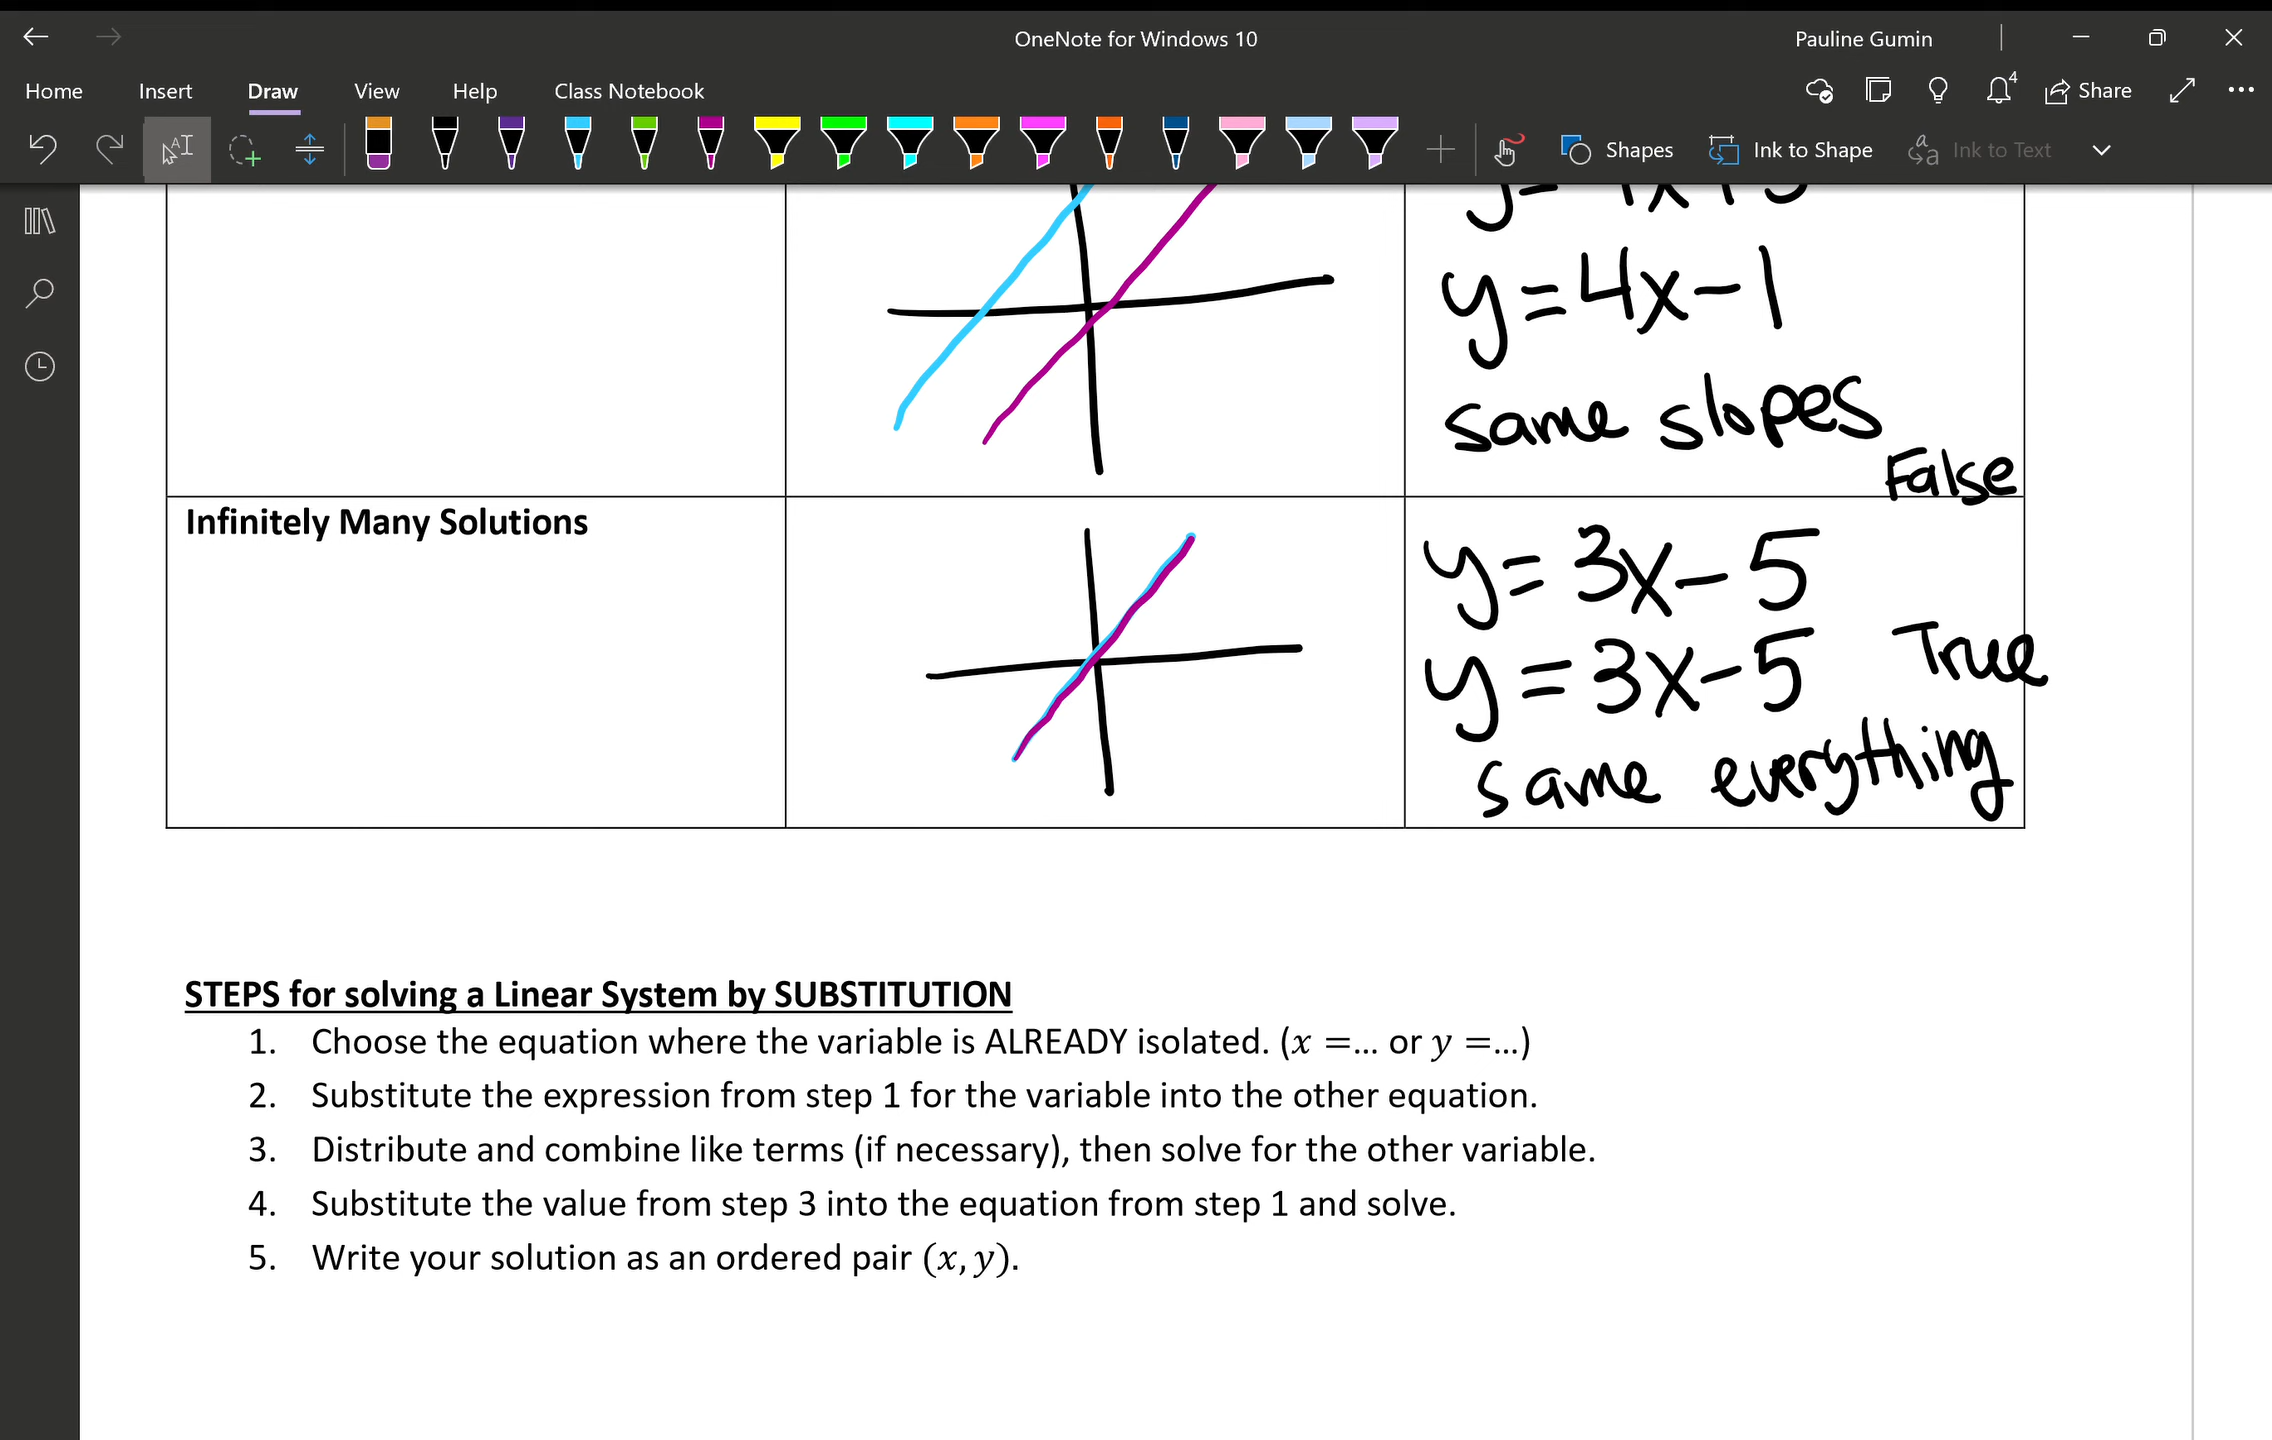 OneNote for Windows 10
Pauline Gumin
Home Insert Draw View Help Class Notebook
4 Share
Shapes Ink to Shape Ink to Text
y=4x-1
same slopes
False
Infinitely Many Solutions
y=3x-5
y=3x-5 True
same everything
STEPS for solving a Linear System by SUBSTITUTION
1. Choose the equation where the variable is ALREADY isolated. (x =... or y =...)
2. Substitute the expression from step 1 for the variable into the other equation.
3. Distribute and combine like terms (if necessary), then solve for the other variable.
4. Substitute the value from step 3 into the equation from step 1 and solve.
5. Write your solution as an ordered pair (x, y).